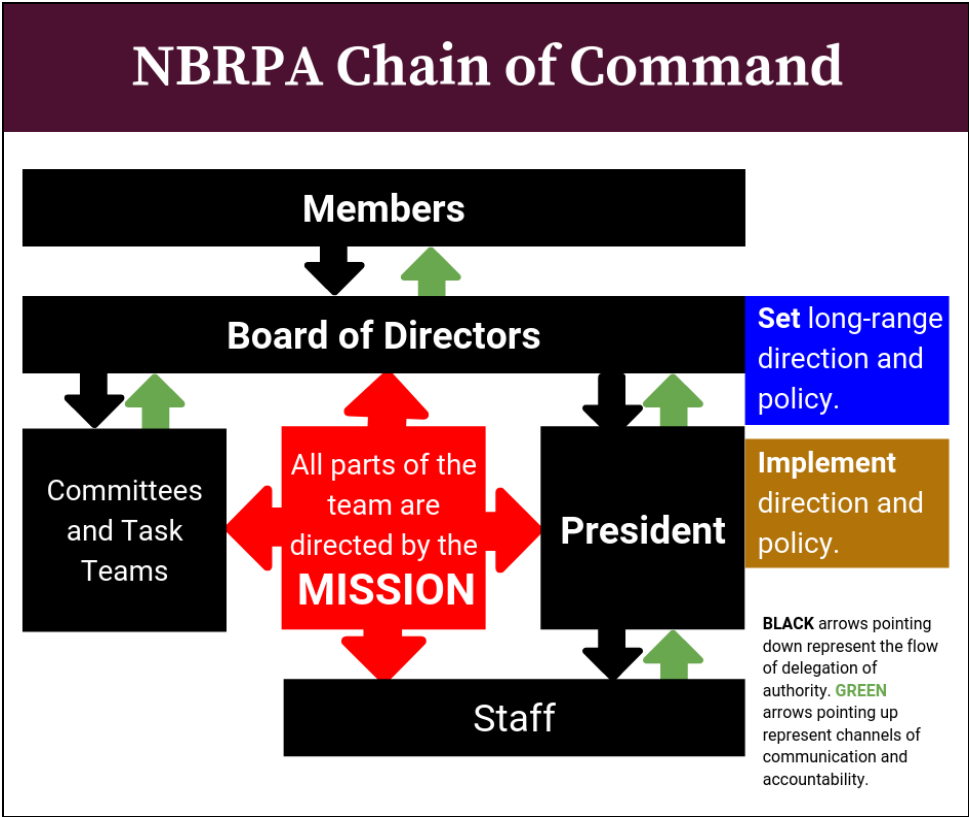 NBRPA Chain of Command
Members
Board of Directors
Set long-range
direction and
policy.
Committees
and Task
Teams
All parts of the
team are
directed by the
MISSION
President
Implement
direction and
policy.
Staff
BLACK arrows pointing
down represent the flow
of delegation of
authority. GREEN
arrows pointing up
represent channels of
communication and
accountability.